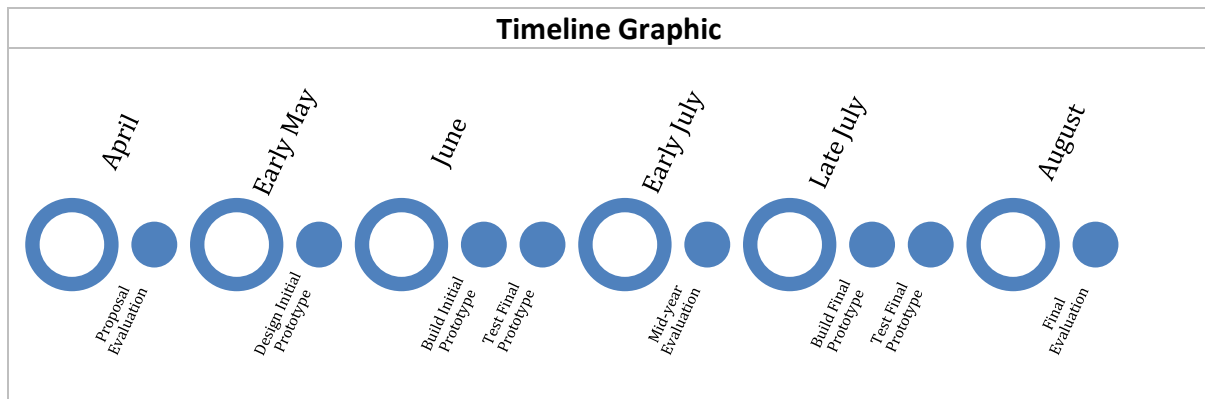 Timeline Graphic
April
Proposal
Evaluation
Early May
Design Initial
Prototype
June
Build Initial
Prototype
Test Final
Prototype
Early July
Mid-year
Evaluation
Late July
Build Final
Prototype
Test Final
Prototype
August
Final
Evaluation